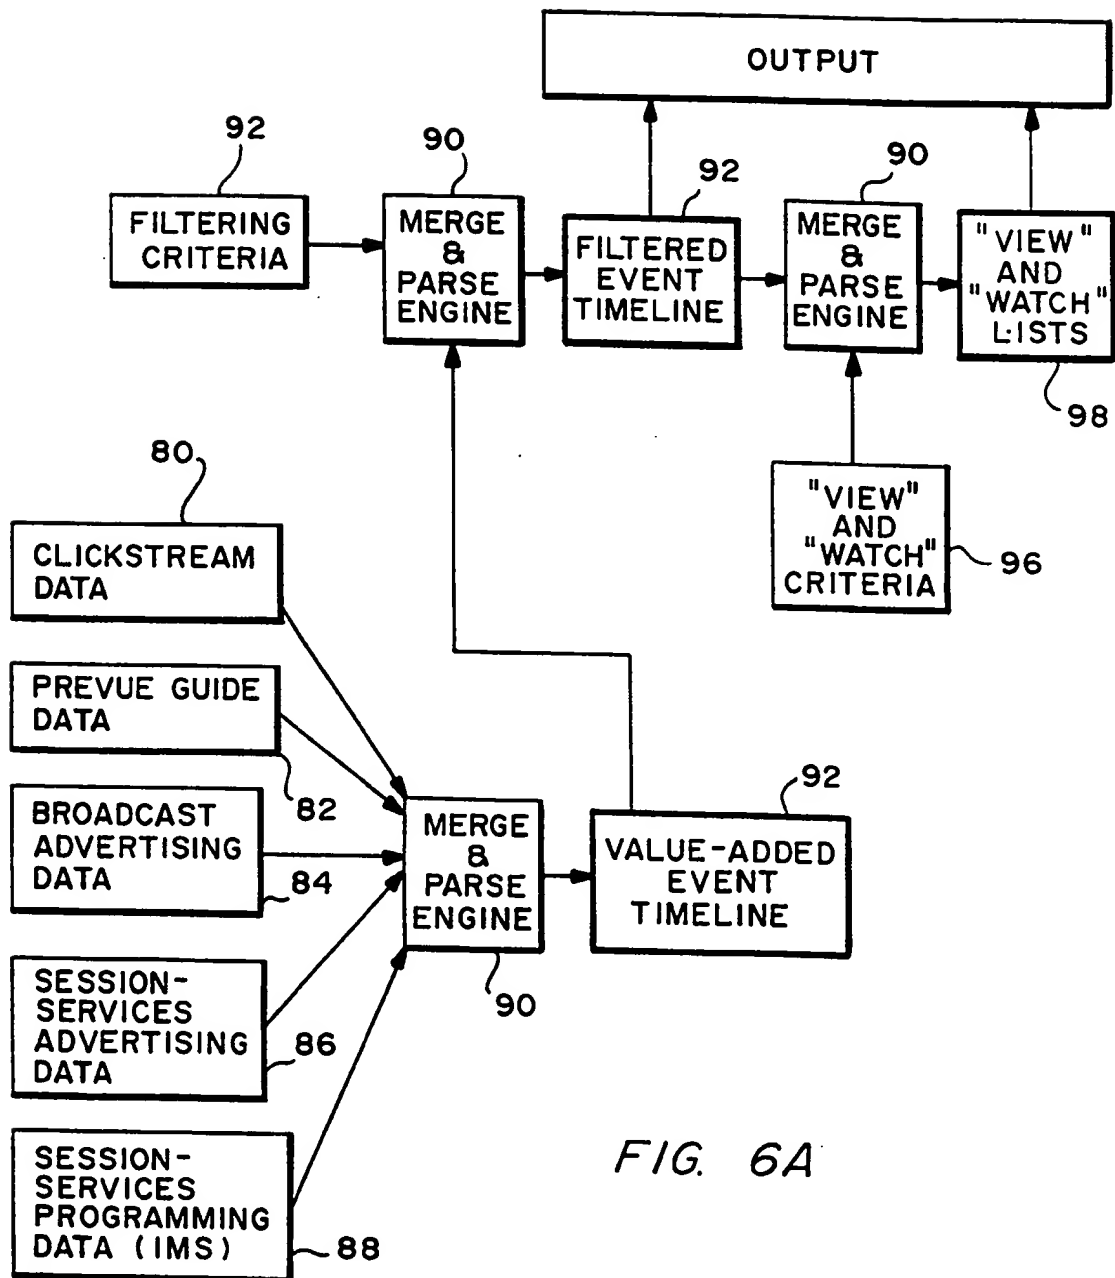 OUTPUT
92
FILTERING
CRITERIA
90
MERGE
&
PARSE
ENGINE
92
FILTERED
EVENT
TIMELINE
90
MERGE
&
PARSE
ENGINE
"VIEW"
AND
"WATCH"
LISTS
98
"VIEW"
AND
"WATCH"
CRITERIA
96
80
CLICKSTREAM
DATA
PREVUE GUIDE
DATA
82
BROADCAST
ADVERTISING
DATA
84
SESSION-
SERVICES
ADVERTISING
DATA
86
SESSION-
SERVICES
PROGRAMMING
DATA (IMS)
88
MERGE
&
PARSE
ENGINE
90
92
VALUE-ADDED
EVENT
TIMELINE
FIG. 6A